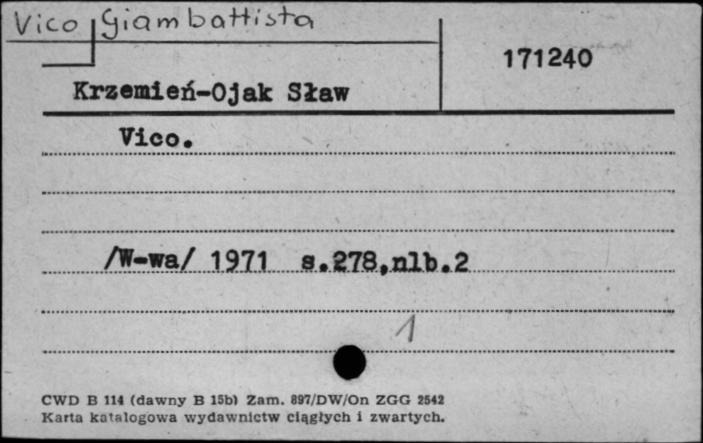 Vico Giambattista
171240
Krzemień-Ojak Sław
Vico.
/W-wa/ 1971 s.278,nlb.2
1
CWD B 114 (dawny B 15b) Zam. 897/DW/On ZGG 2542
Karta katalogowa wydawnictw ciągłych i zwartych.